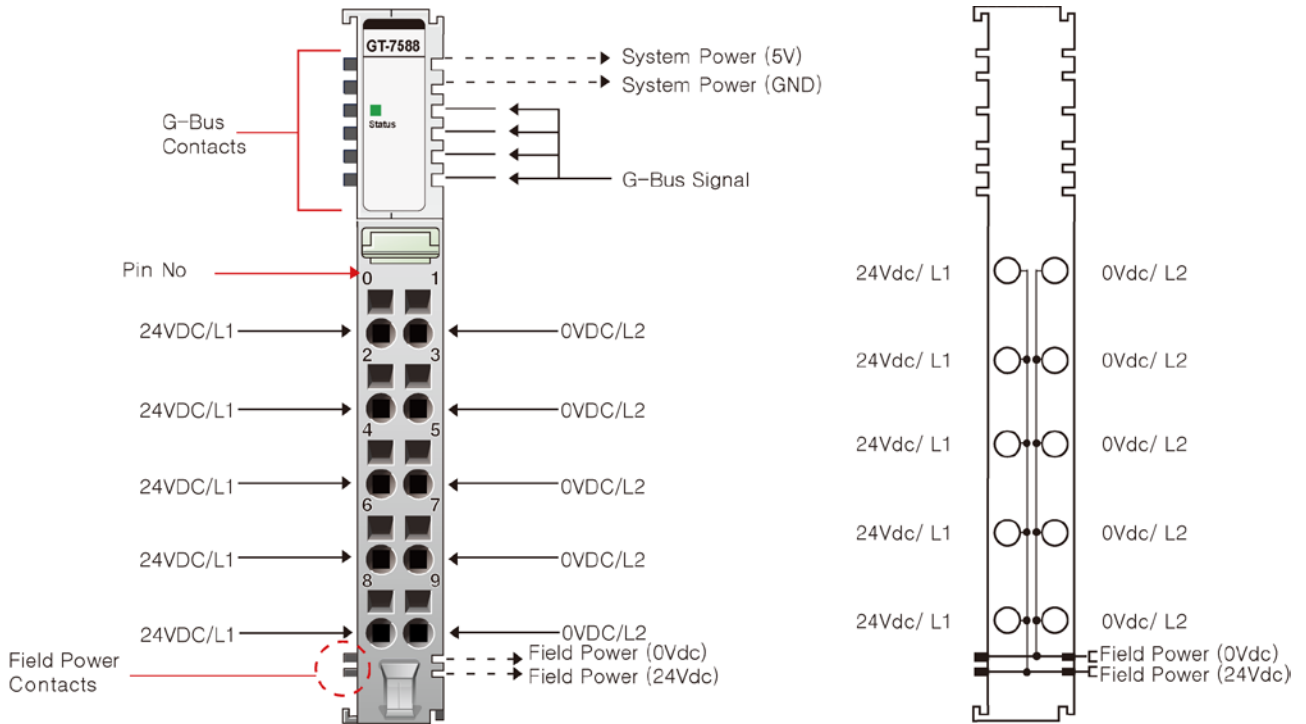 GT-7588
Status
System Power (5V)
System Power (GND)
G-Bus
Contacts
G-Bus Signal
Pin No
0 1
24VDC/L1 0VDC/L2
2 3
24VDC/L1 0VDC/L2
4 5
24VDC/L1 0VDC/L2
6 7
24VDC/L1 0VDC/L2
8 9
24VDC/L1 0VDC/L2
Field Power
Contacts
Field Power (0Vdc)
Field Power (24Vdc)
24Vdc/ L1 0Vdc/ L2
24Vdc/ L1 0Vdc/ L2
24Vdc/ L1 0Vdc/ L2
24Vdc/ L1 0Vdc/ L2
24Vdc/ L1 0Vdc/ L2
Field Power (0Vdc)
Field Power (24Vdc)